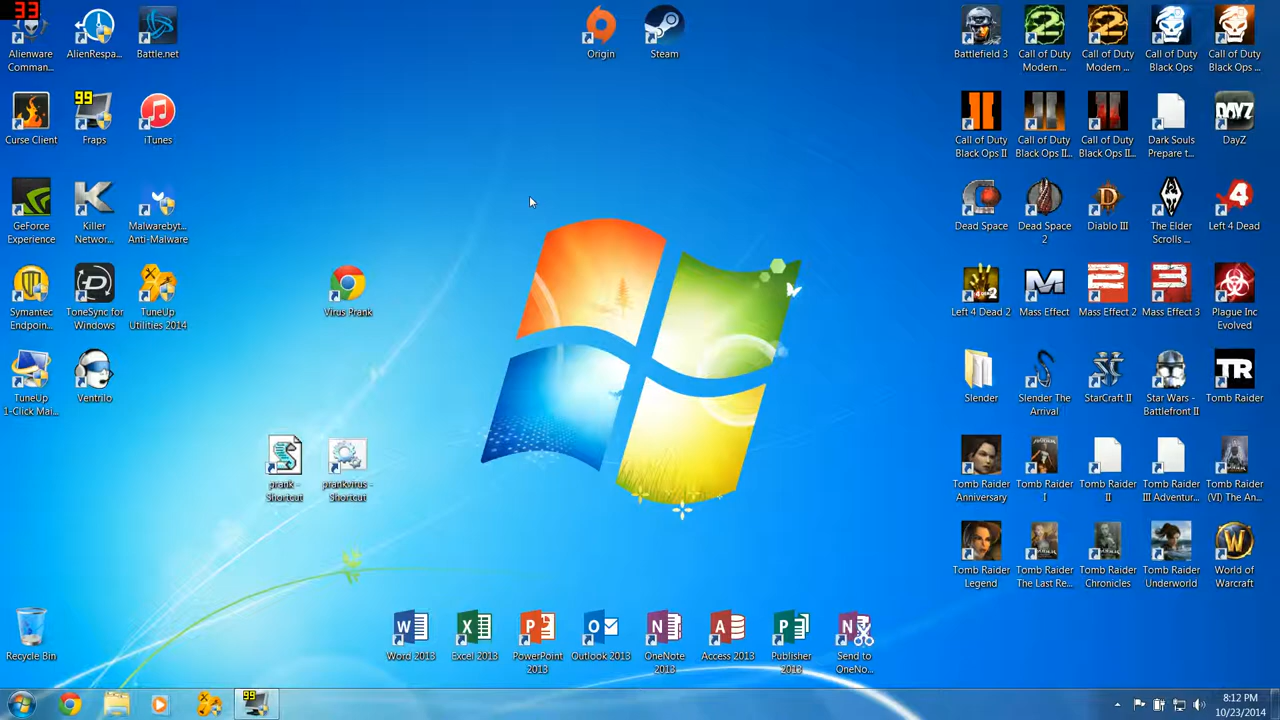 33
Alienware
Comman...
AlienRespa...
Battle.net
Origin
Steam
Battlefield 3
Call of Duty
Modern ...
Call of Duty
Modern ...
Call of Duty
Black Ops
Call of Duty
Black Ops ...
99
Curse Client
Fraps
iTunes
Call of Duty
Black Ops II
Call of Duty
Black Ops II...
Call of Duty
Black Ops II...
Dark Souls
Prepare t...
DAYZ
DayZ
GeForce
Experience
Killer
Networ...
Malwarebyt...
Anti-Malware
Dead Space
Dead Space
2
Diablo III
The Elder
Scrolls ...
Left 4 Dead
Symantec
Endpoin...
ToneSync for
Windows
TuneUp
Utilities 2014
Virus Prank
Left 4 Dead 2
Mass Effect
Mass Effect 2
Mass Effect 3
Plague Inc
Evolved
TuneUp
1-Click Mai...
Ventrilo
Slender
Slender The
Arrival
StarCraft II
Star Wars -
Battlefront II
TR
Tomb Raider
prank -
Shortcut
prankvirus -
Shortcut
Tomb Raider
Anniversary
Tomb Raider
I
Tomb Raider
II
Tomb Raider
III Adventur...
Tomb Raider
(VI) The An...
Tomb Raider
Legend
Tomb Raider
The Last Re...
Tomb Raider
Chronicles
Tomb Raider
Underworld
World of
Warcraft
Recycle Bin
Word 2013
Excel 2013
PowerPoint
2013
Outlook 2013
OneNote
2013
Access 2013
Publisher
2013
Send to
OneNo...
99
8:12 PM
10/23/2014